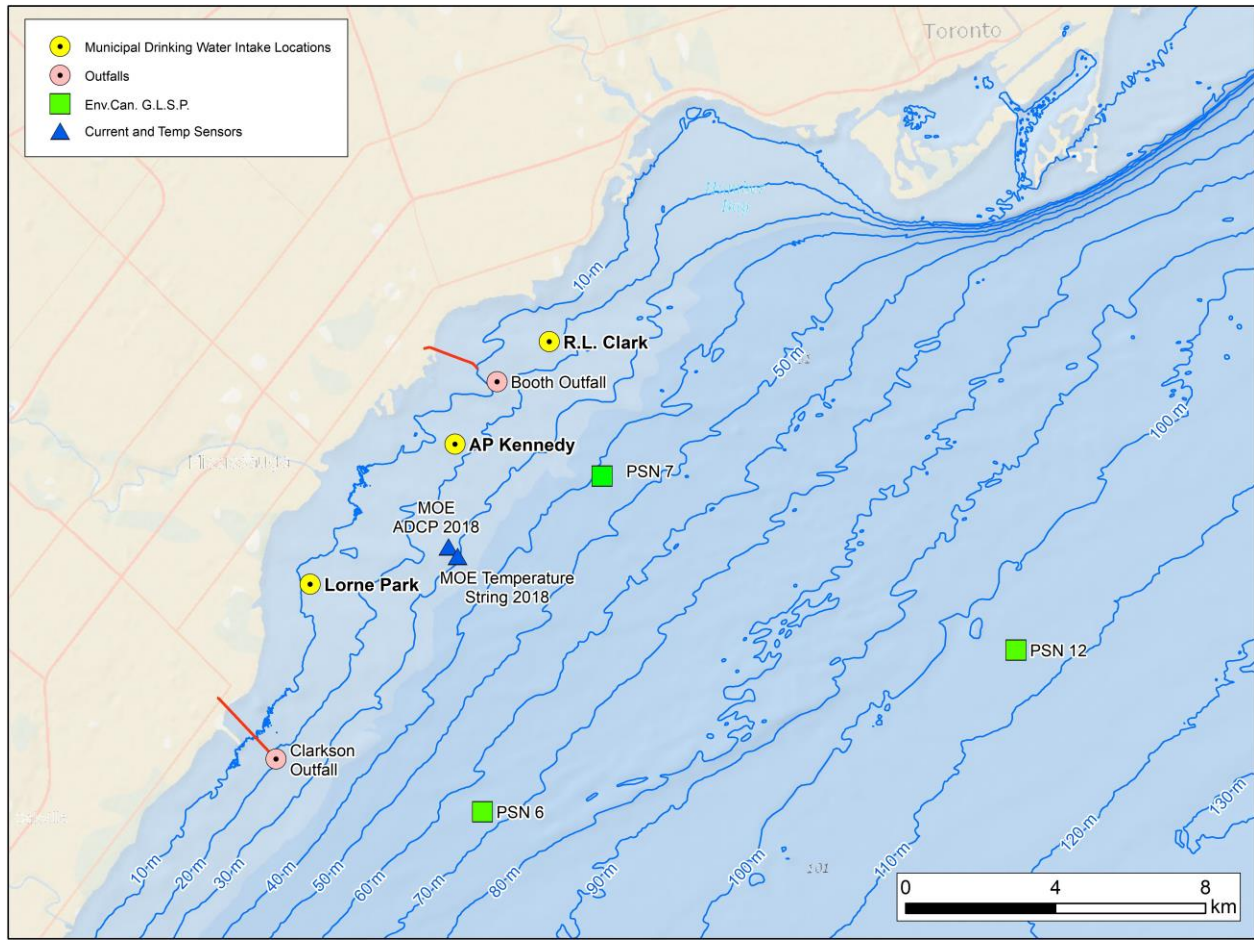 Municipal Drinking Water Intake Locations
Outfalls
Env.Can. G.L.S.P.
Current and Temp Sensors
Toronto
10 m
R.L. Clark
Booth Outfall
50 m
100 m
AP Kennedy
PSN 7
MOE
ADCP 2018
MOE Temperature
String 2018
Lorne Park
PSN 12
Clarkson
Outfall
PSN 6
10 m
20 m
30 m
40 m
50 m
60 m
70 m
80 m
90 m
100 m
110 m
120 m
130 m
101
0 4 8
km